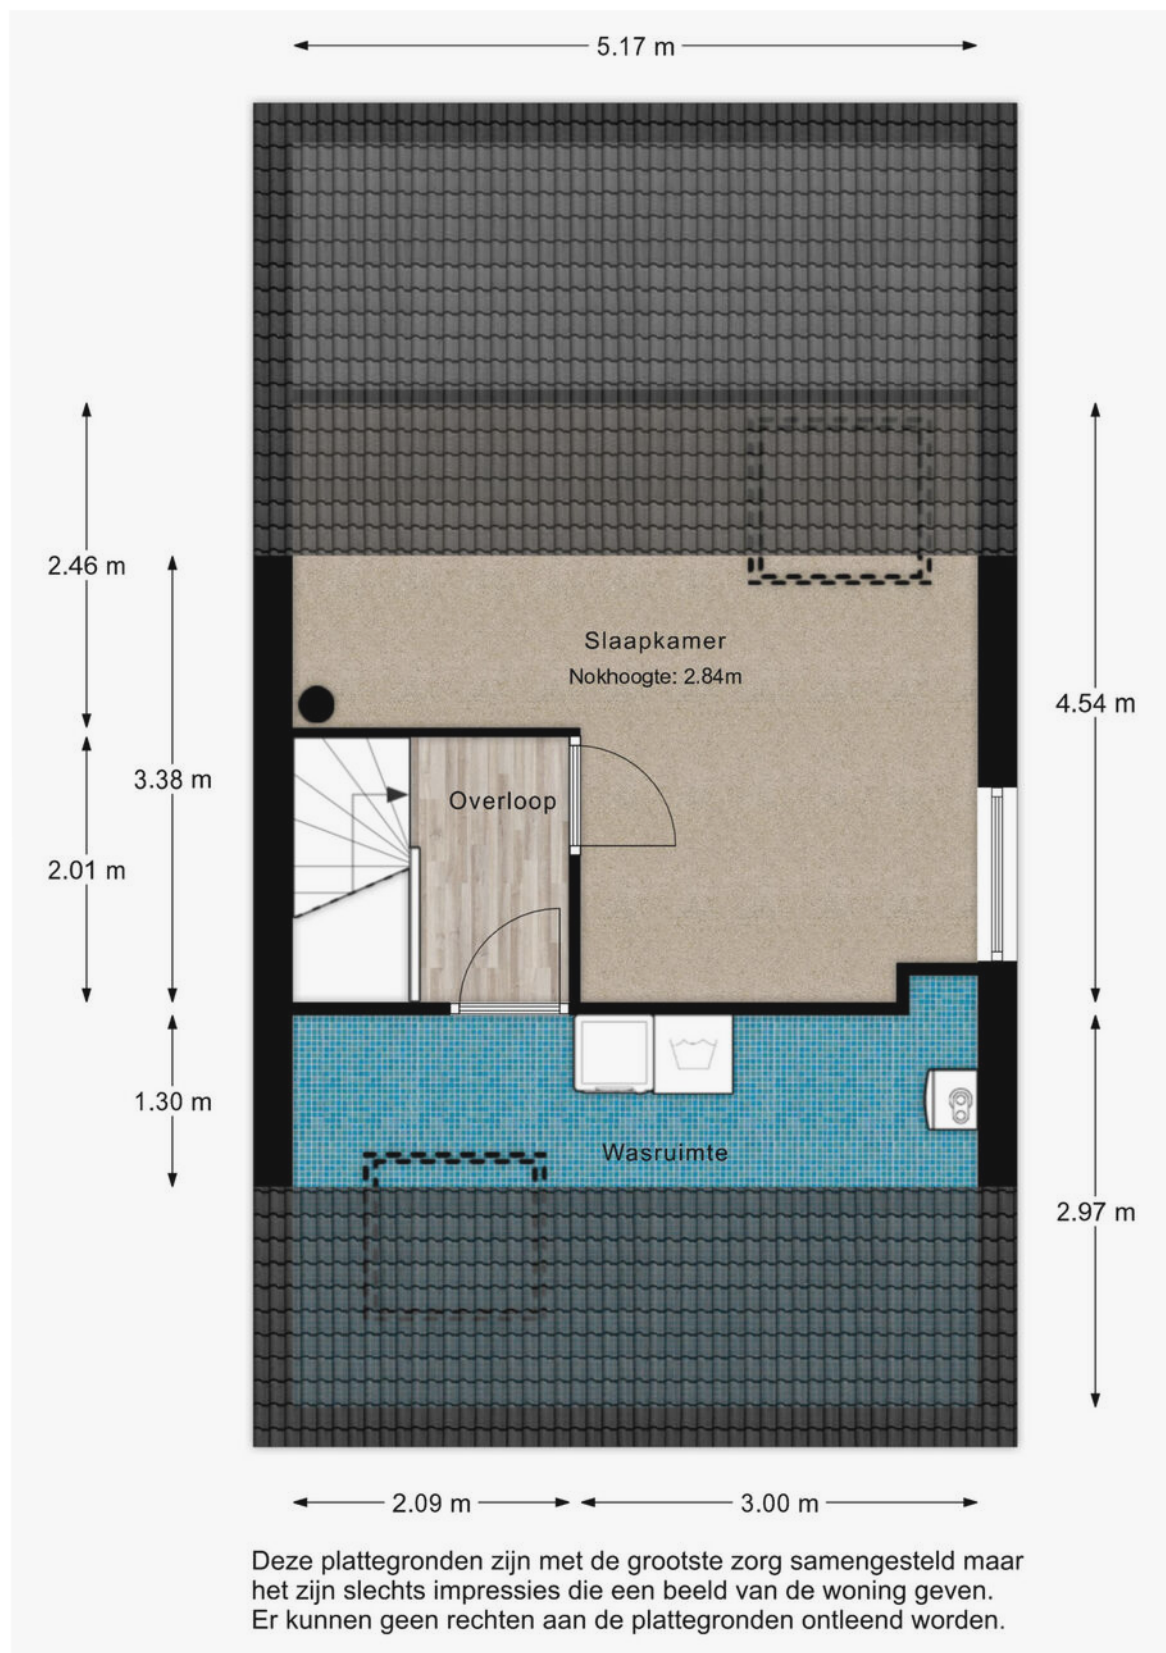 5.17 m
2.46 m
Slaapkamer
Nokhoogte: 2.84m
4.54 m
3.38 m
Overloop
2.01 m
1.30 m
Wasruimte
2.97 m
2.09 m
3.00 m
Deze plattegronden zijn met de grootste zorg samengesteld maar
het zijn slechts impressies die een beeld van de woning geven.
Er kunnen geen rechten aan de plattegronden ontleend worden.